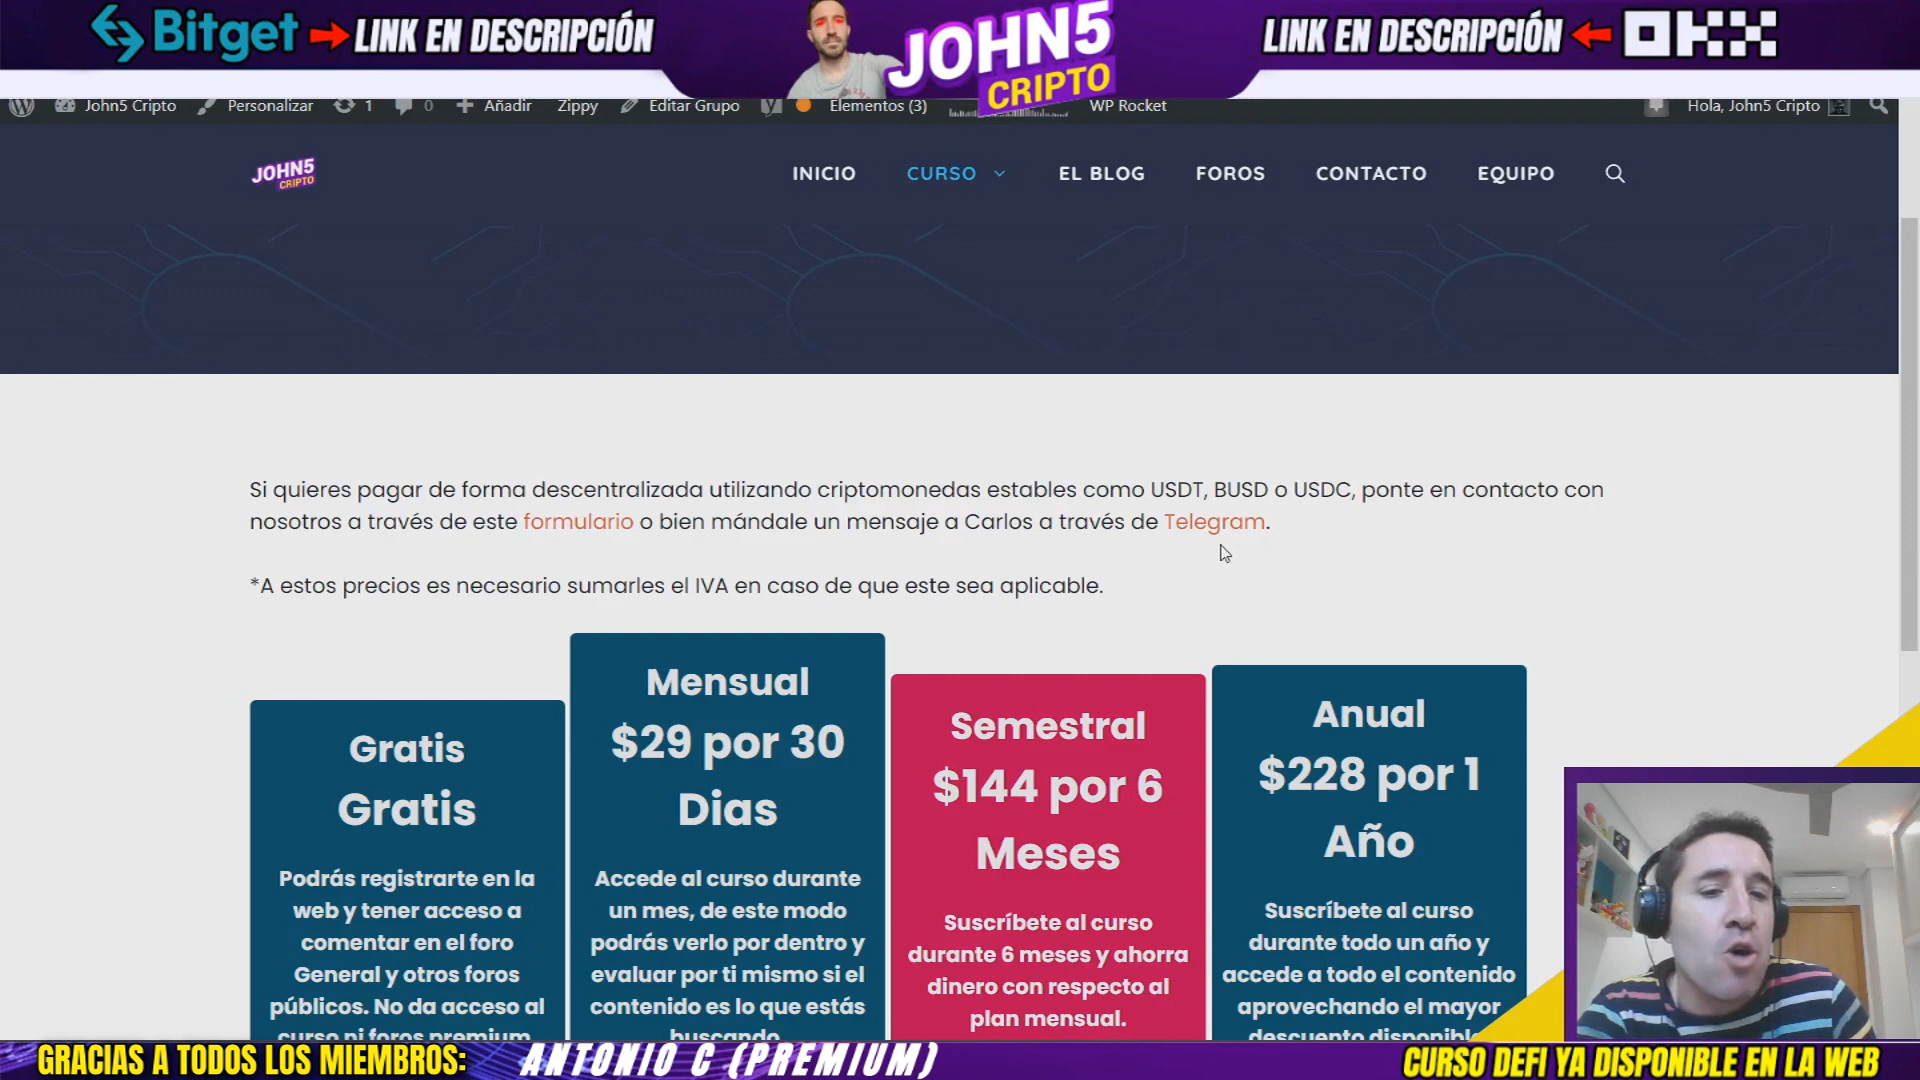 Bitget LINK EN DESCRIPCIÓN
JOHN5
CRIPTO
LINK EN DESCRIPCIÓN OKX
John5 Cripto Personalizar 1 0 Añadir Zippy Editar Grupo Elementos (3) WP Rocket Hola, John5 Cripto
JOHN5
CRIPTO
INICIO CURSO EL BLOG FOROS CONTACTO EQUIPO
Si quieres pagar de forma descentralizada utilizando criptomonedas estables como USDT, BUSD o USDC, ponte en contacto con
nosotros a través de este formulario o bien mándale un mensaje a Carlos a través de Telegram.
*A estos precios es necesario sumarles el IVA en caso de que este sea aplicable.
Gratis
Gratis
Podrás registrarte en la
web y tener acceso a
comentar en el foro
General y otros foros
públicos. No da acceso al
curso ni foros premium
Mensual
$29 por 30
Dias
Accede al curso durante
un mes, de este modo
podrás verlo por dentro y
evaluar por ti mismo si el
contenido es lo que estás
buscando
Semestral
$144 por 6
Meses
Suscríbete al curso
durante 6 meses y ahorra
dinero con respecto al
plan mensual.
Anual
$228 por 1
Año
Suscríbete al curso
durante todo un año y
accede a todo el contenido
aprovechando el mayor
descuento disponible
GRACIAS A TODOS LOS MIEMBROS: ANTONIO C (PREMIUM)
CURSO DEFI YA DISPONIBLE EN LA WEB